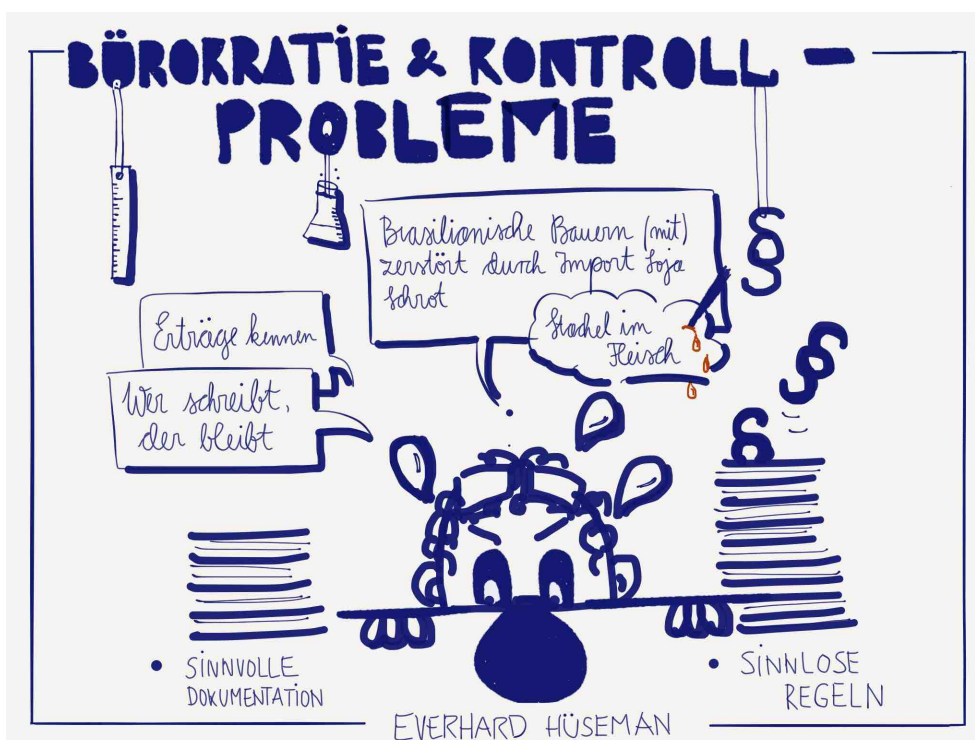 BÜROKRATIE & KONTROLL -
PROBLEME
Brasilianische Bauern (mit)
zerstört durch Import Soja
Schrot
Stachel im
Fleisch
Erträge kennen
Wer schreibt,
der bleibt
§
§
§
• SINNVOLLE
DOKUMENTATION
• SINNLOSE
REGELN
EVERHARD HÜSEMAN